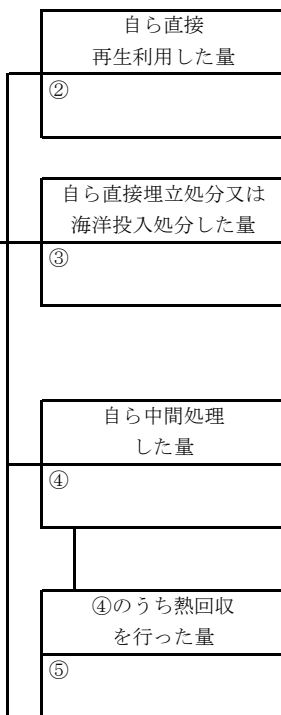 自ら直接
再生利用した量
②
自ら直接埋立処分又は
海洋投入処分した量
③
自ら中間処理
した量
④
④のうち熱回収
を行った量
⑤